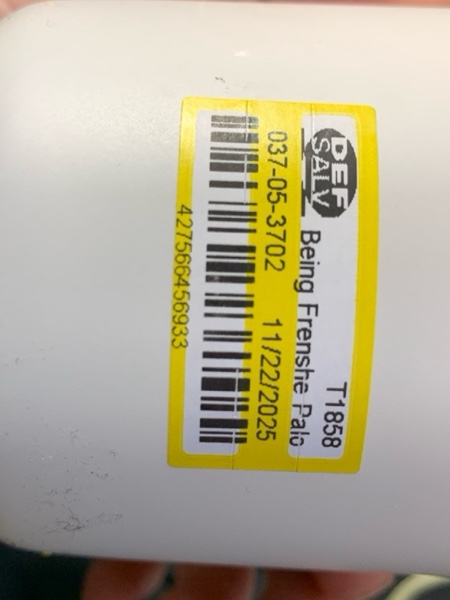 DEF
SALV
T1858
Being Frenshe Palo
037-05-3702 11/22/2025
427566456933